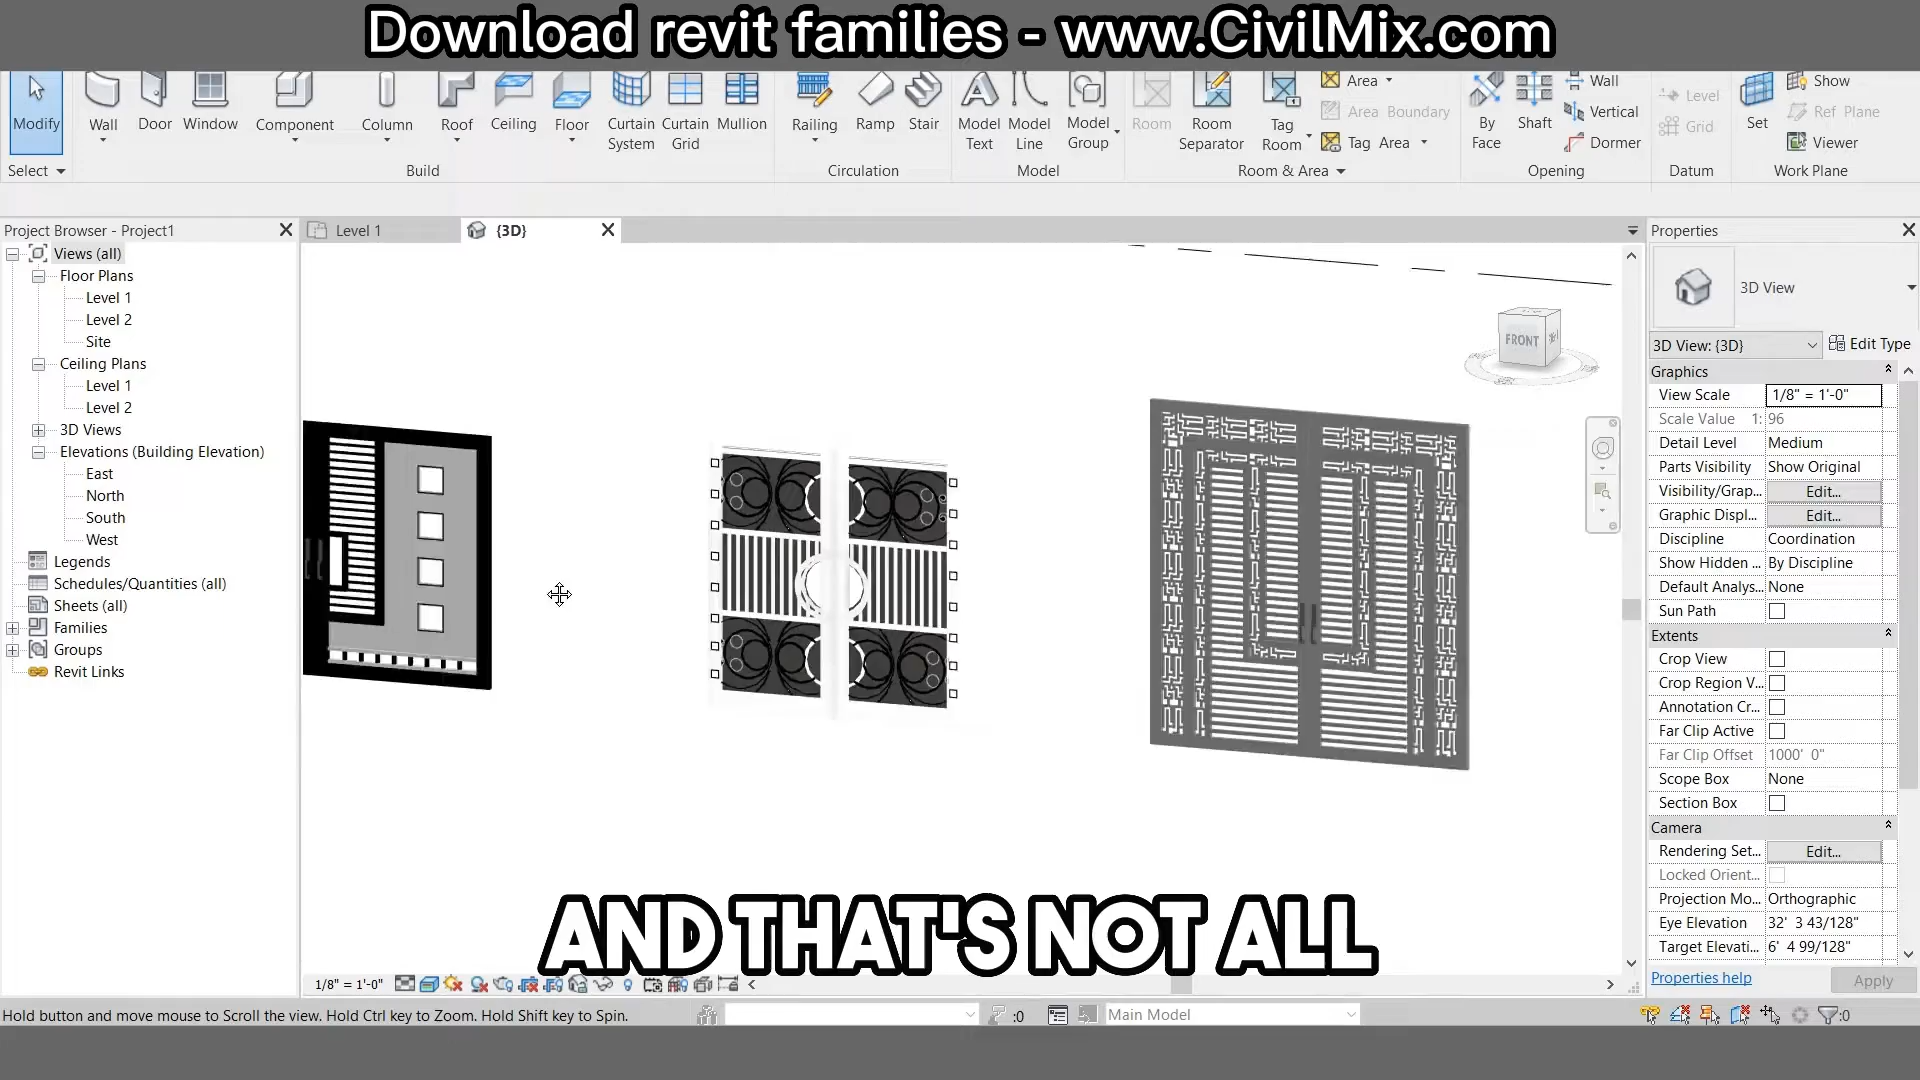 Download revit families - www.CivilMix.com
Modify
Wall
Door
Window
Component
Column
Roof
Ceiling
Floor
Curtain System
Curtain Grid
Mullion
Railing
Ramp
Stair
Model Text
Model Line
Model Group
Room
Room Separator
Tag Room
Area
Area Boundary
Tag Area
By Face
Shaft
Wall
Vertical
Dormer
Level
Grid
Set
Show
Ref Plane
Viewer
Select
Build
Circulation
Model
Room & Area
Opening
Datum
Work Plane
Project Browser - Project1
Views (all)
Floor Plans
Level 1
Level 2
Site
Ceiling Plans
Level 1
Level 2
3D Views
Elevations (Building Elevation)
East
North
South
West
Legends
Schedules/Quantities (all)
Sheets (all)
Families
Groups
Revit Links
Level 1
{3D}
FRONT
Properties
3D View
3D View: {3D}
Edit Type
Graphics
View Scale 1/8" = 1'-0"
Scale Value 1: 96
Detail Level Medium
Parts Visibility Show Original
Visibility/Grap... Edit...
Graphic Displ... Edit...
Discipline Coordination
Show Hidden ... By Discipline
Default Analys... None
Sun Path
Extents
Crop View
Crop Region V...
Annotation Cr...
Far Clip Active
Far Clip Offset 1000' 0"
Scope Box None
Section Box
Camera
Rendering Set... Edit...
Locked Orient...
Projection Mo... Orthographic
Eye Elevation 32' 3 43/128"
Target Elevati... 6' 4 99/128"
Properties help
Apply
AND THAT'S NOT ALL
1/8" = 1'-0"
Hold button and move mouse to Scroll the view. Hold Ctrl key to Zoom. Hold Shift key to Spin.
:0
Main Model
:0